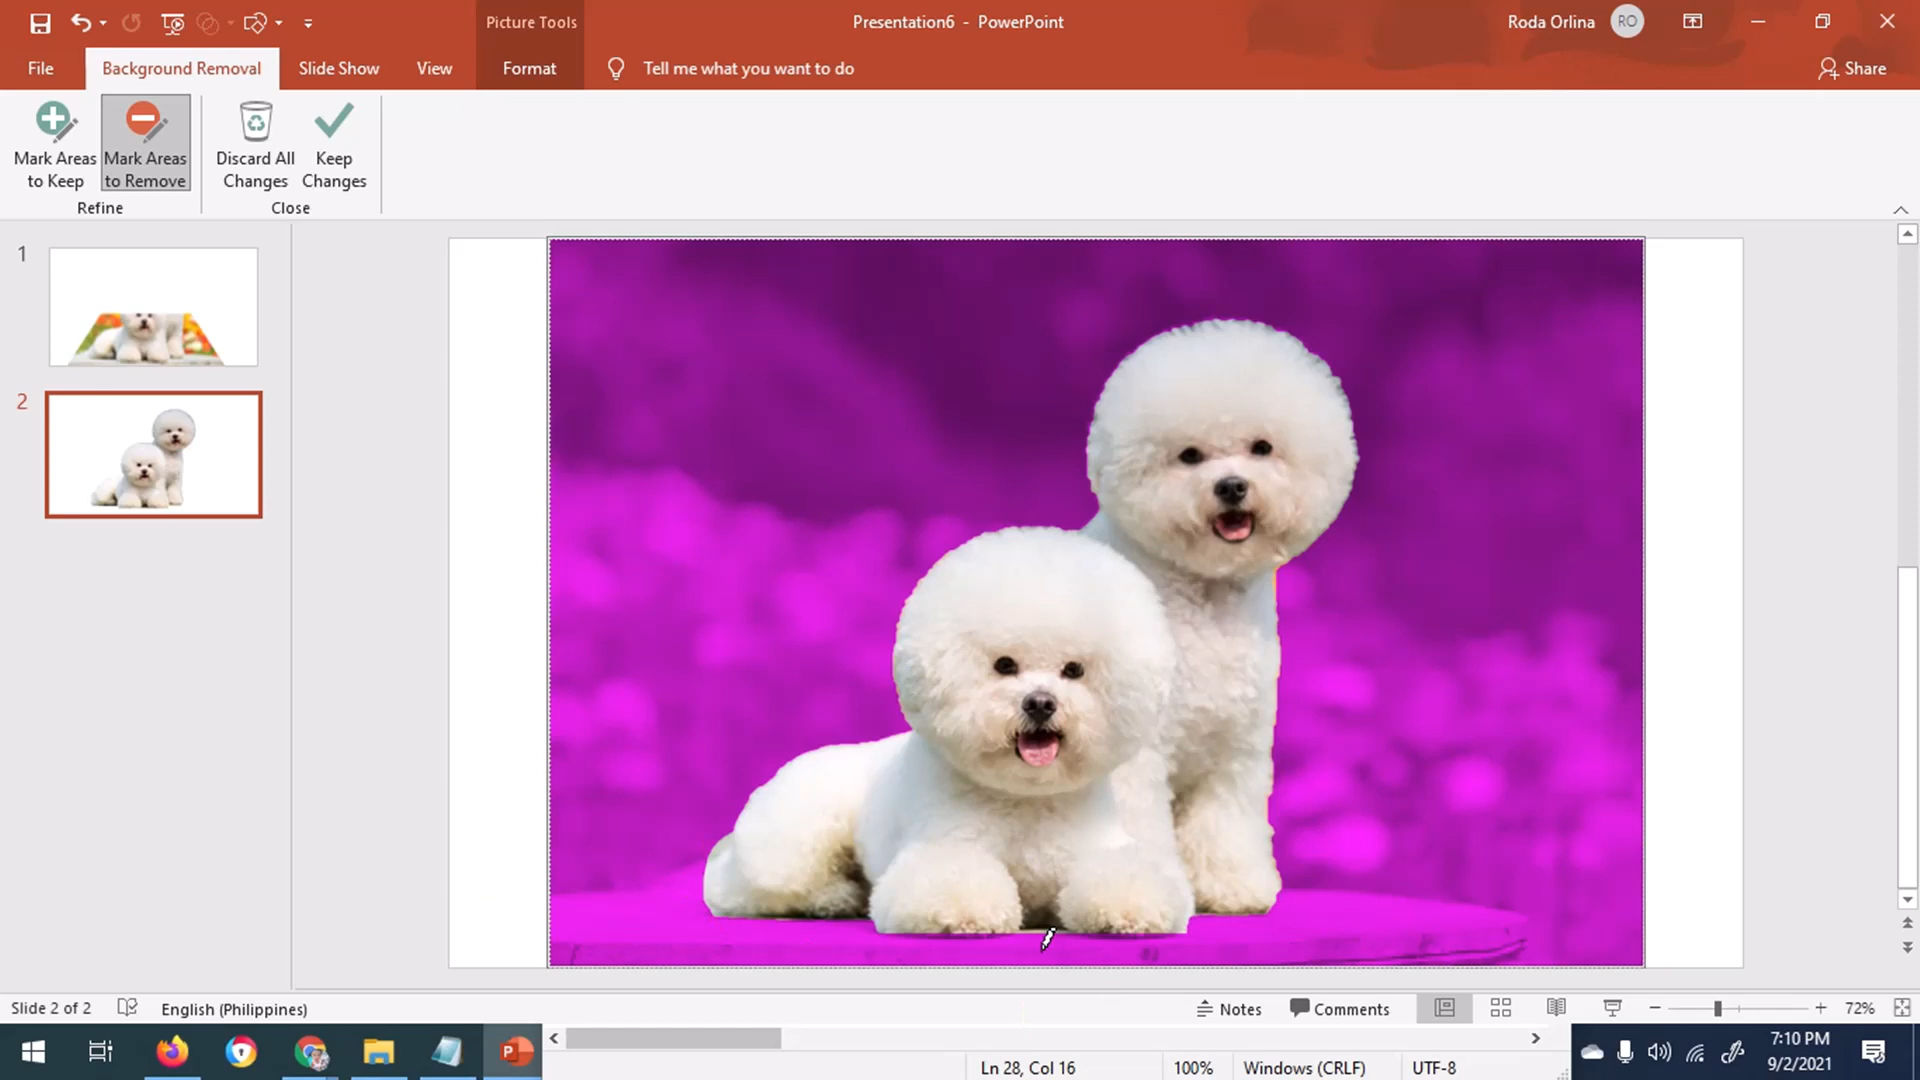 Picture Tools
Presentation6 - PowerPoint
Roda Orlina
RO
File
Background Removal
Slide Show
View
Format
Tell me what you want to do
Share
Mark Areas to Keep
Mark Areas to Remove
Discard All Changes
Keep Changes
Refine
Close
1
2
Slide 2 of 2
English (Philippines)
Notes
Comments
72%
Ln 28, Col 16
100%
Windows (CRLF)
UTF-8
7:10 PM
9/2/2021